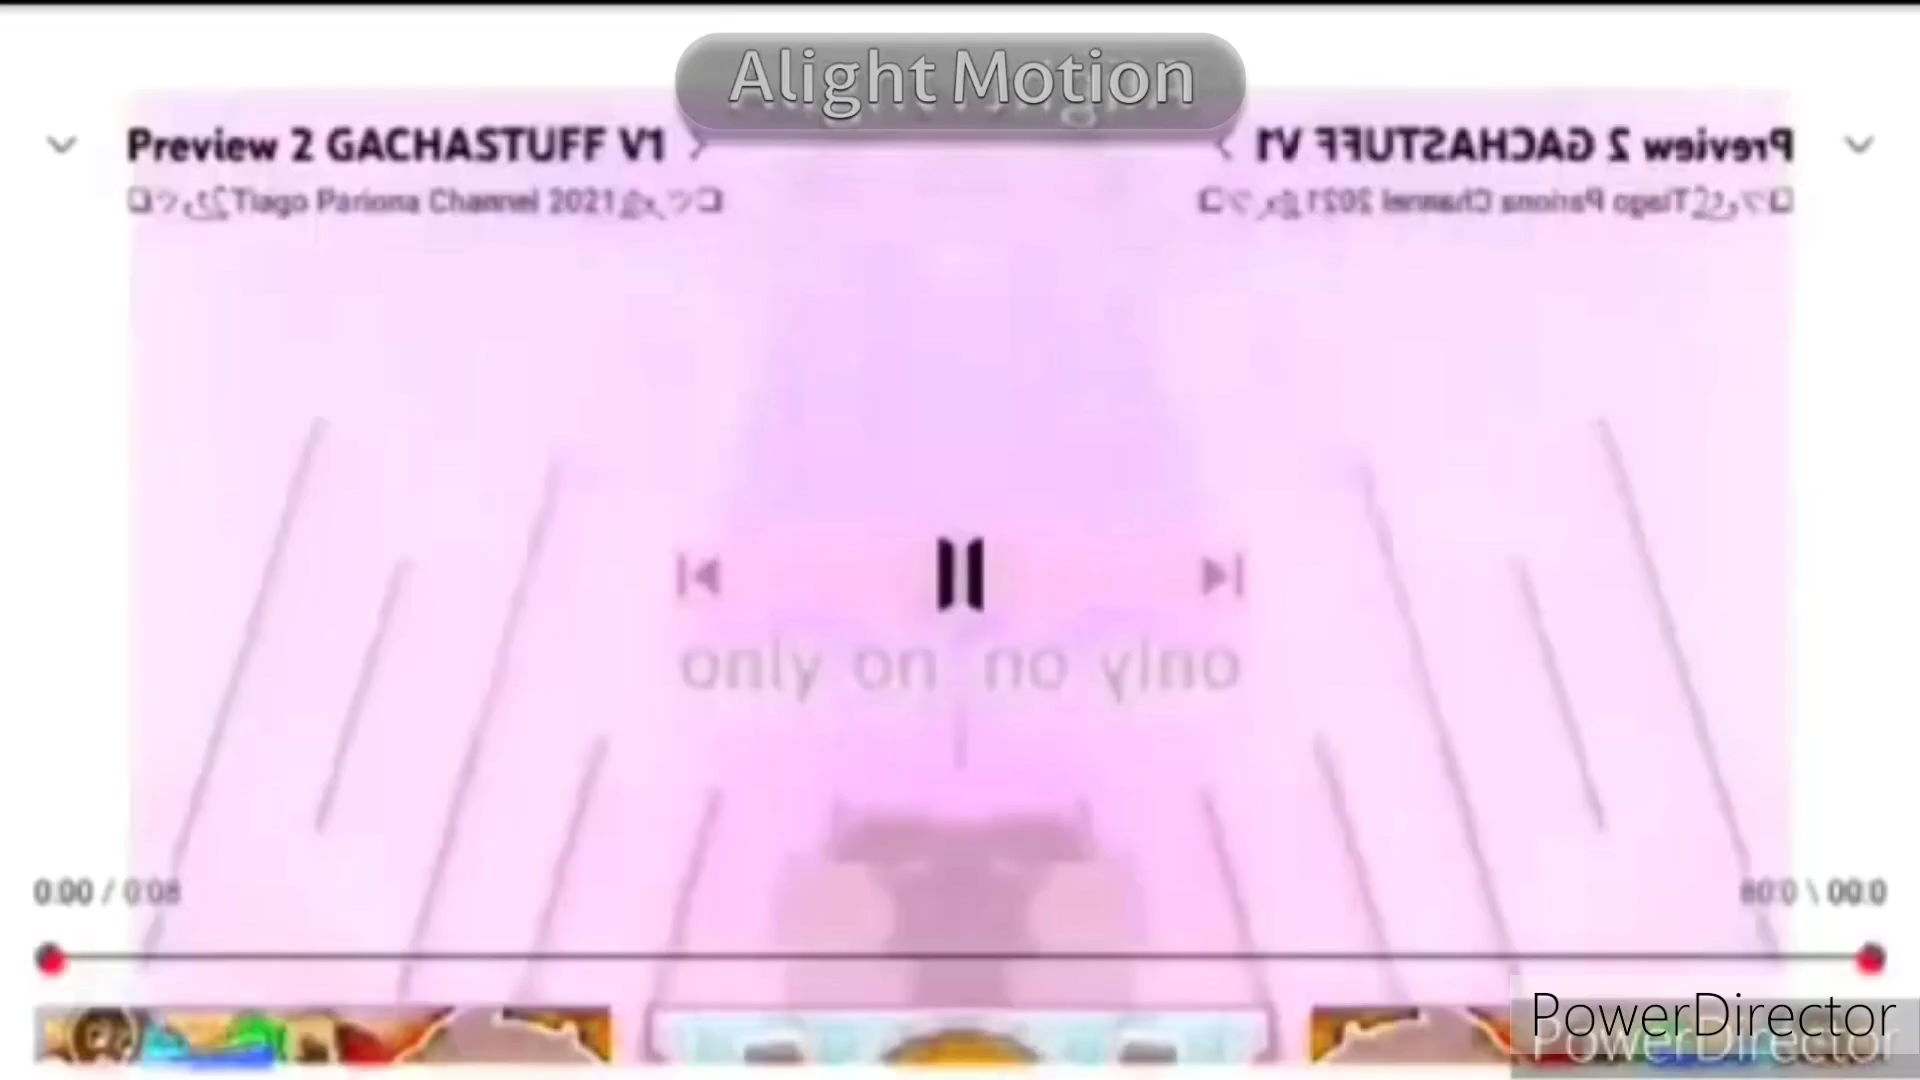 Alight Motion
Preview 2 GACHASTUFF V1
Preview 2 GACHASTUFF V1
Tiago Pariona Channel 2021
Tiago Pariona Channel 2021
only on
only on
0:00 / 0:08
0:00 / 0:08
PowerDirector
PowerDirector